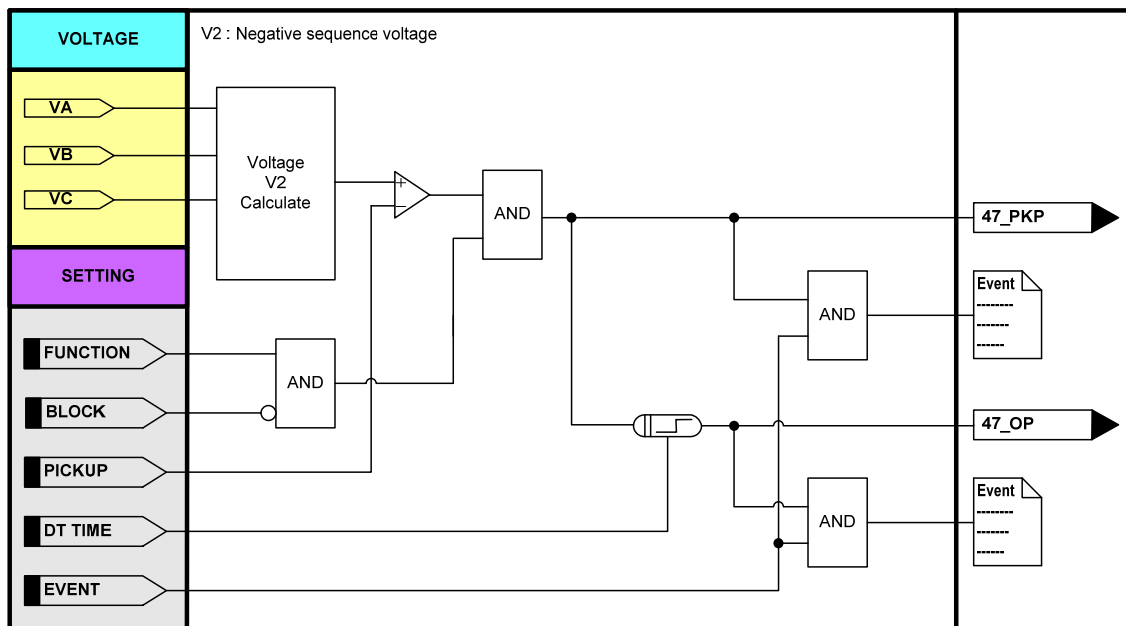 VOLTAGE
V2 : Negative sequence voltage
VA
VB
VC
Voltage
V2
Calculate
+
−
AND
47_PKP
SETTING
Event
--------
-------
------
AND
FUNCTION
AND
BLOCK
47_OP
PICKUP
Event
--------
-------
------
AND
DT TIME
EVENT